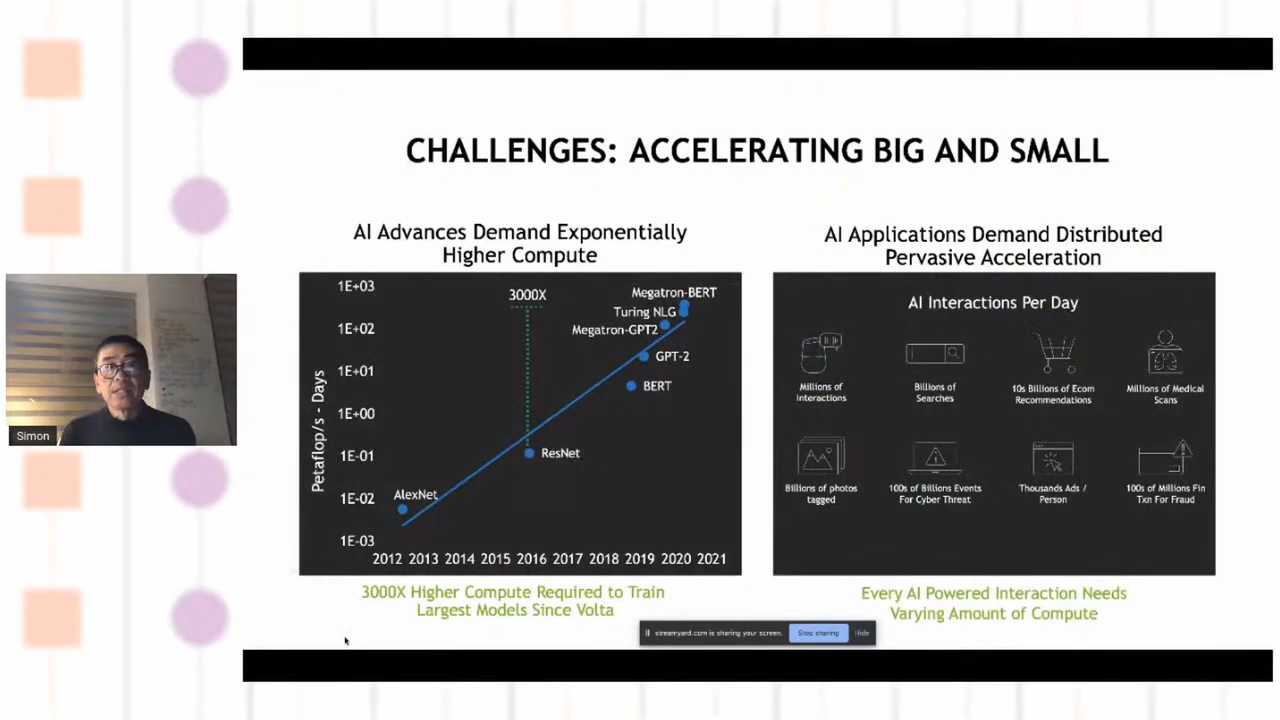 CHALLENGES: ACCELERATING BIG AND SMALL
AI Advances Demand Exponentially
Higher Compute
1E+03
1E+02
1E+01
1E+00
1E-01
1E-02
1E-03
Petaflop/s - Days
3000X
Megatron-BERT
Turing NLG
Megatron-GPT2
GPT-2
BERT
ResNet
AlexNet
2012 2013 2014 2015 2016 2017 2018 2019 2020 2021
3000X Higher Compute Required to Train
Largest Models Since Volta
AI Applications Demand Distributed
Pervasive Acceleration
AI Interactions Per Day
Millions of
Interactions
Billions of
Searches
10s Billions of Ecom
Recommendations
Millions of Medical
Scans
Billions of photos
tagged
100s of Billions Events
For Cyber Threat
Thousands Ads /
Person
100s of Millions Fin
Txn For Fraud
Every AI Powered Interaction Needs
Varying Amount of Compute
Simon
streamyard.com is sharing your screen.
Stop sharing
Hide